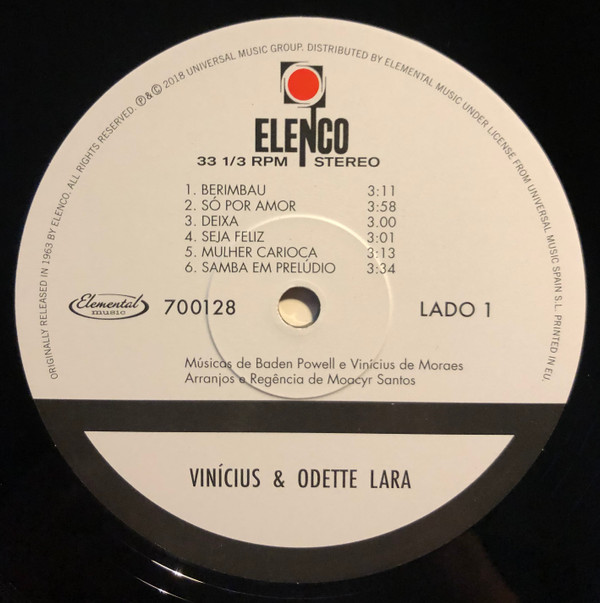 ORIGINALLY RELEASED IN 1963 BY ELENCO. ALL RIGHTS RESERVED. ℗&© 2018 UNIVERSAL MUSIC GROUP. DISTRIBUTED BY ELEMENTAL MUSIC UNDER LICENSE FROM UNIVERSAL MUSIC SPAIN S.L. PRINTED IN EU.
ELENCO
33 1/3 RPM STEREO
1. BERIMBAU 3:11
2. SÓ POR AMOR 3:58
3. DEIXA 3.00
4. SEJA FELIZ 3:01
5. MULHER CARIOCA 3:13
6. SAMBA EM PRELÚDIO 3:34
Elemental
music
700128
LADO 1
Músicas de Baden Powell e Vinícius de Moraes
Arranjos e Regência de Moacyr Santos
VINÍCIUS & ODETTE LARA